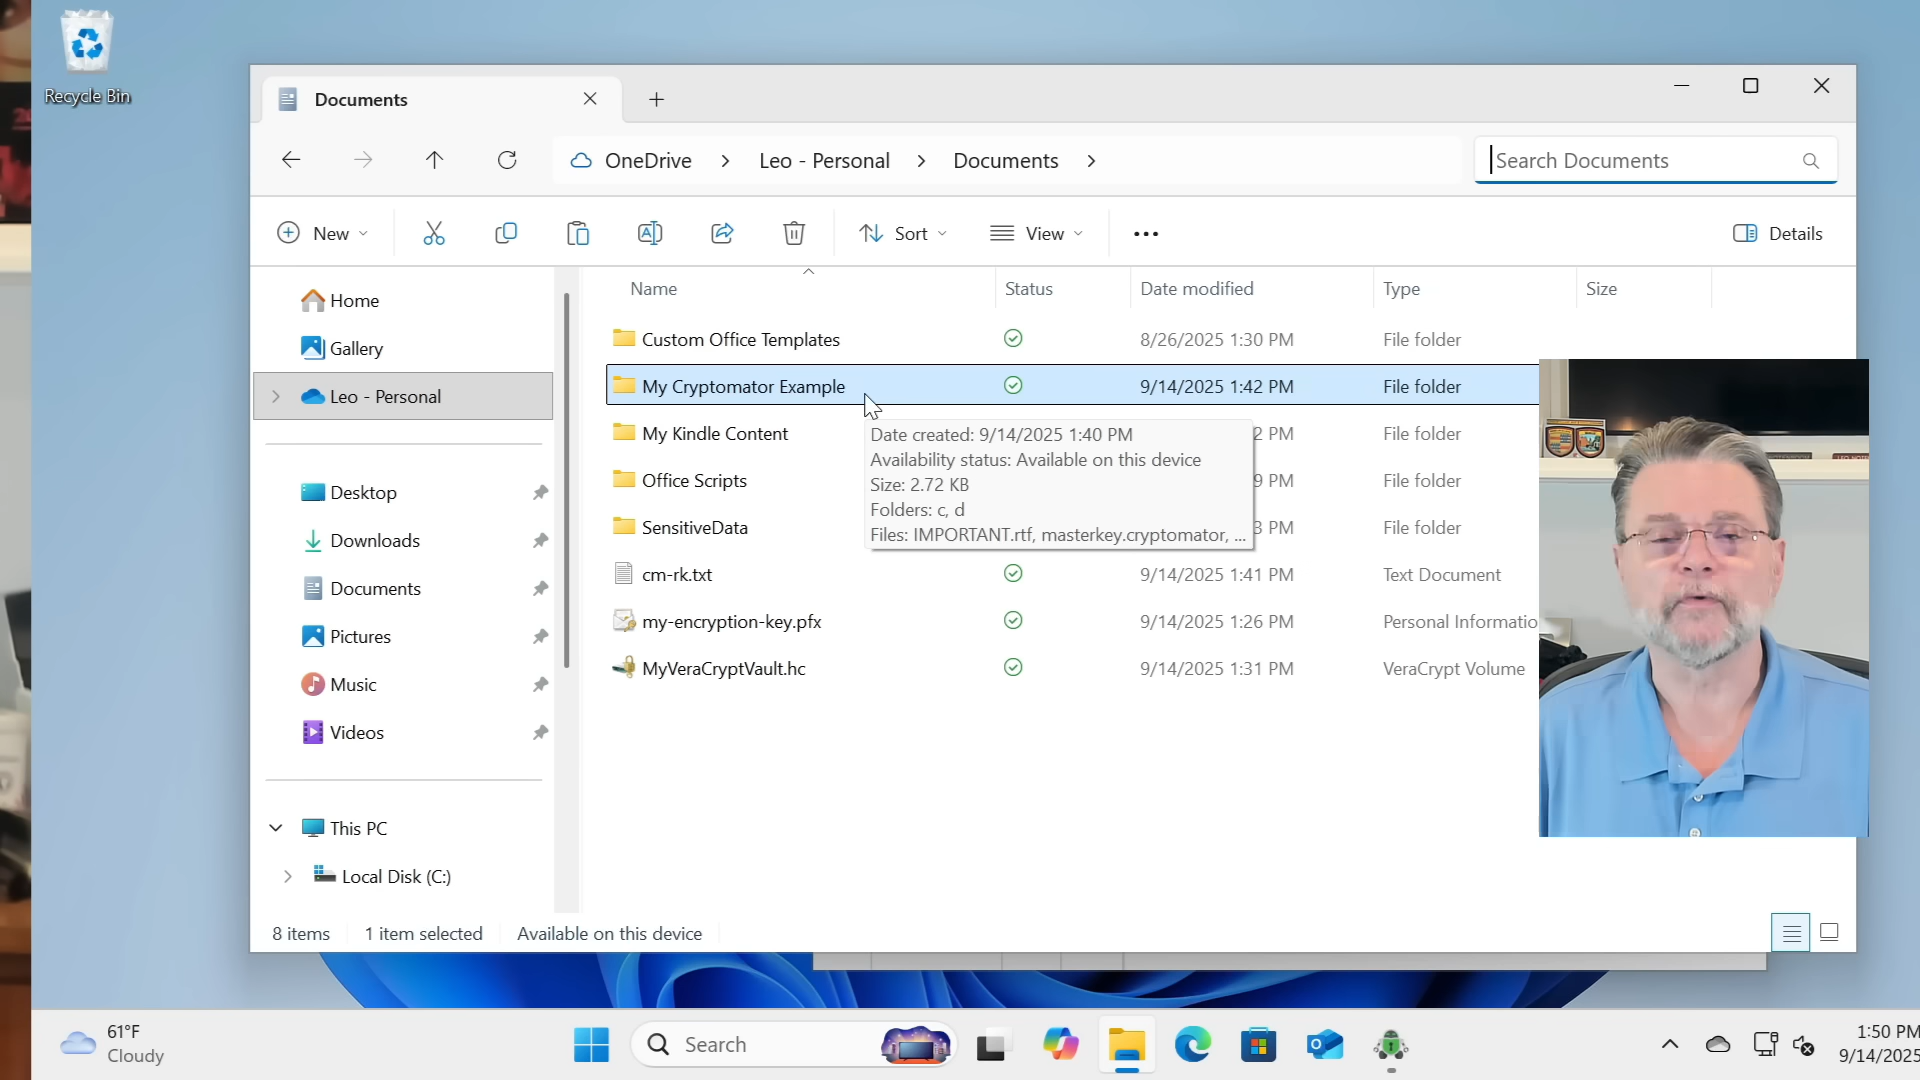 Recycle Bin
Documents
OneDrive > Leo - Personal > Documents >
Search Documents
New
Sort
View
Details
Home
Gallery
Leo - Personal
Desktop
Downloads
Documents
Pictures
Music
Videos
This PC
Local Disk (C:)
Name Status Date modified Type Size
Custom Office Templates 8/26/2025 1:30 PM File folder
My Cryptomator Example 9/14/2025 1:42 PM File folder
My Kindle Content 2 PM File folder
Office Scripts 9 PM File folder
SensitiveData 3 PM File folder
cm-rk.txt 9/14/2025 1:41 PM Text Document
my-encryption-key.pfx 9/14/2025 1:26 PM Personal Informatio
MyVeraCryptVault.hc 9/14/2025 1:31 PM VeraCrypt Volume
Date created: 9/14/2025 1:40 PM
Availability status: Available on this device
Size: 2.72 KB
Folders: c, d
Files: IMPORTANT.rtf, masterkey.cryptomator, ...
8 items 1 item selected Available on this device
61°F
Cloudy
Search
1:50 PM
9/14/2025